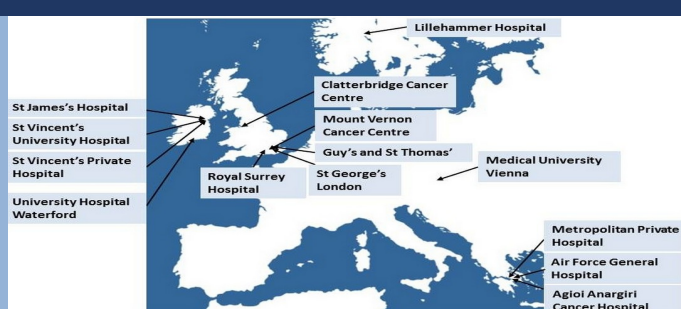 Lillehammer Hospital
Clatterbridge Cancer
Centre
St James's Hospital
St Vincent's
University Hospital
Mount Vernon
Cancer Centre
Guy's and St Thomas'
St Vincent's Private
Hospital
Royal Surrey
Hospital
St George's
London
Medical University
Vienna
University Hospital
Waterford
Metropolitan Private
Hospital
Air Force General
Hospital
Agioi Anargiri
Cancer Hospital